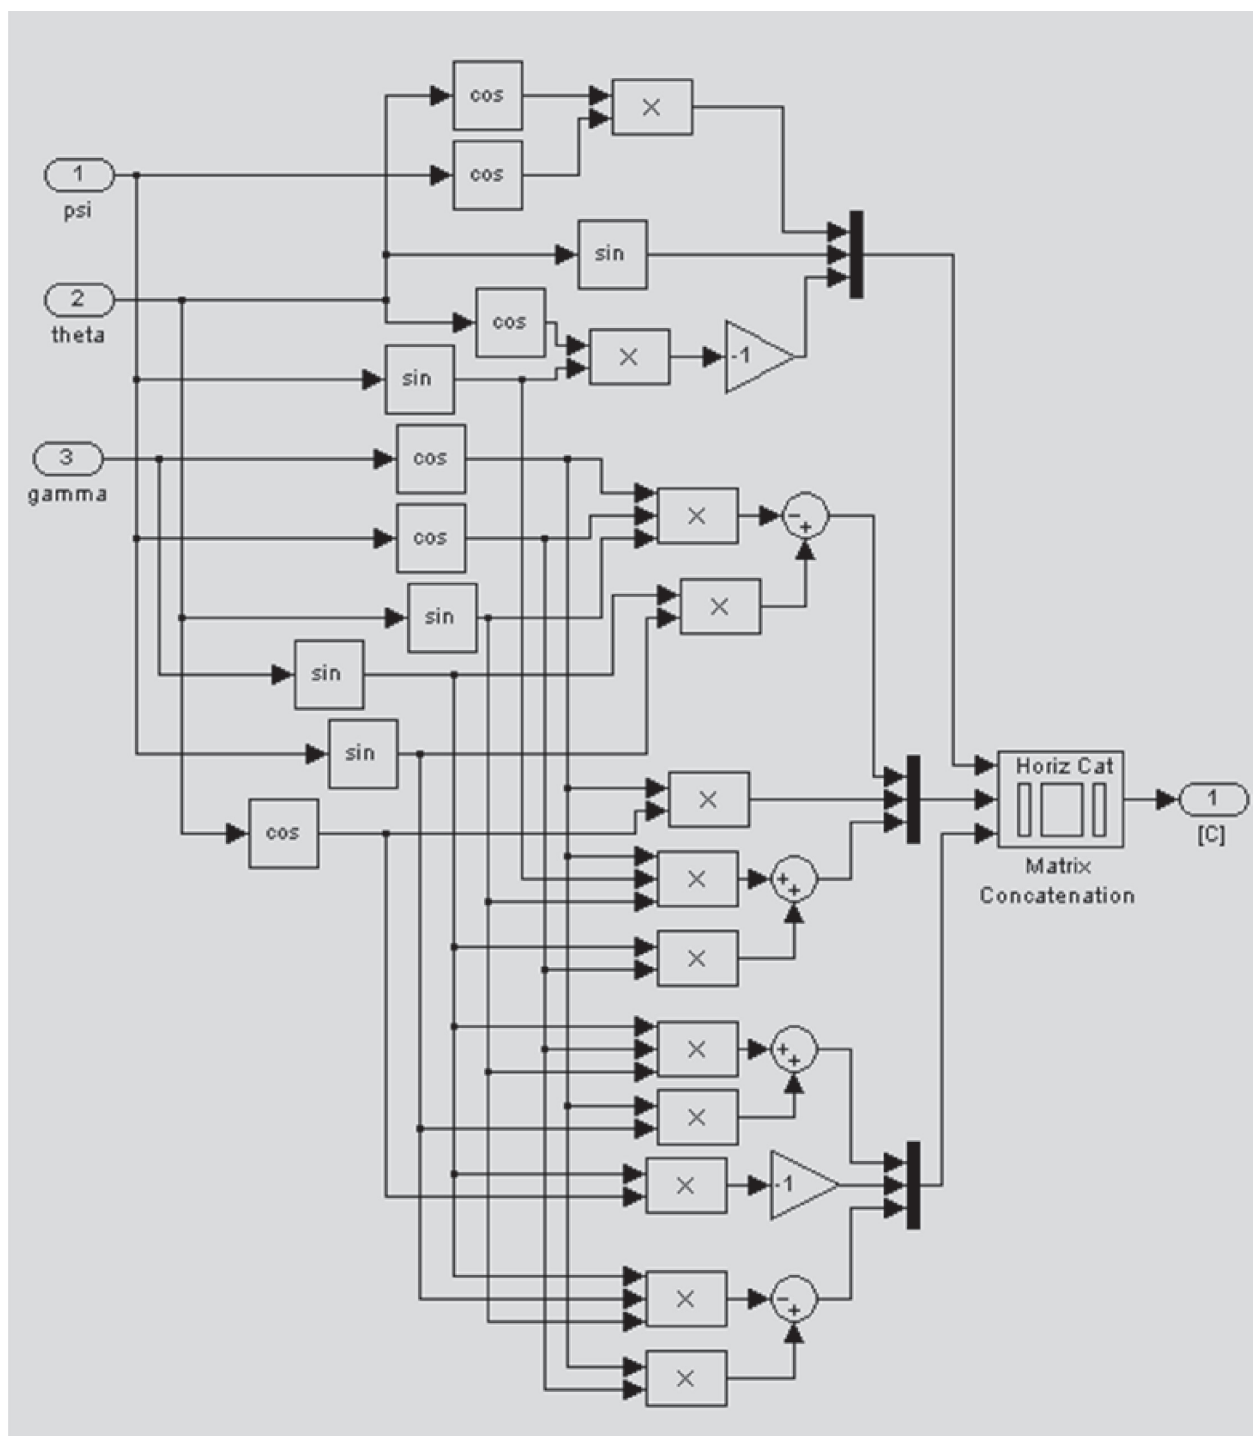 cos
×
1
psi
cos
sin
2
theta
cos
×
-1
sin
3
gamma
cos
×
-
+
cos
sin
×
sin
sin
Horiz Cat
×
1
[C]
cos
Matrix
Concatenation
×
+
+
×
×
+
+
×
×
-1
×
-
+
×